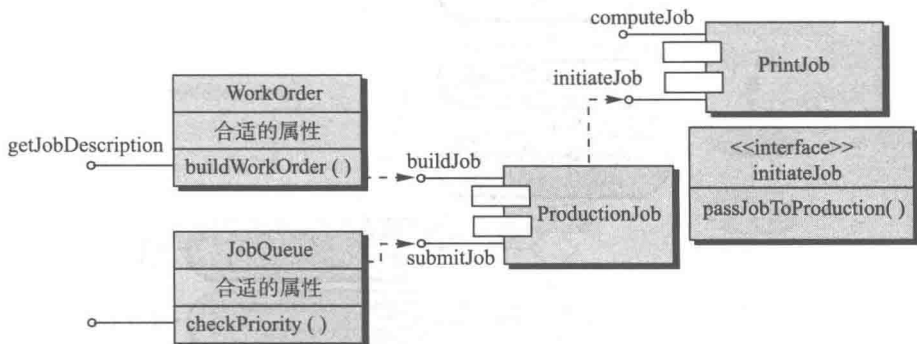 computeJob
PrintJob
initiateJob
WorkOrder
合适的属性
buildWorkOrder ( )
getJobDescription
buildJob
ProductionJob
submitJob
<<interface>>
initiateJob
passJobToProduction( )
JobQueue
合适的属性
checkPriority ( )